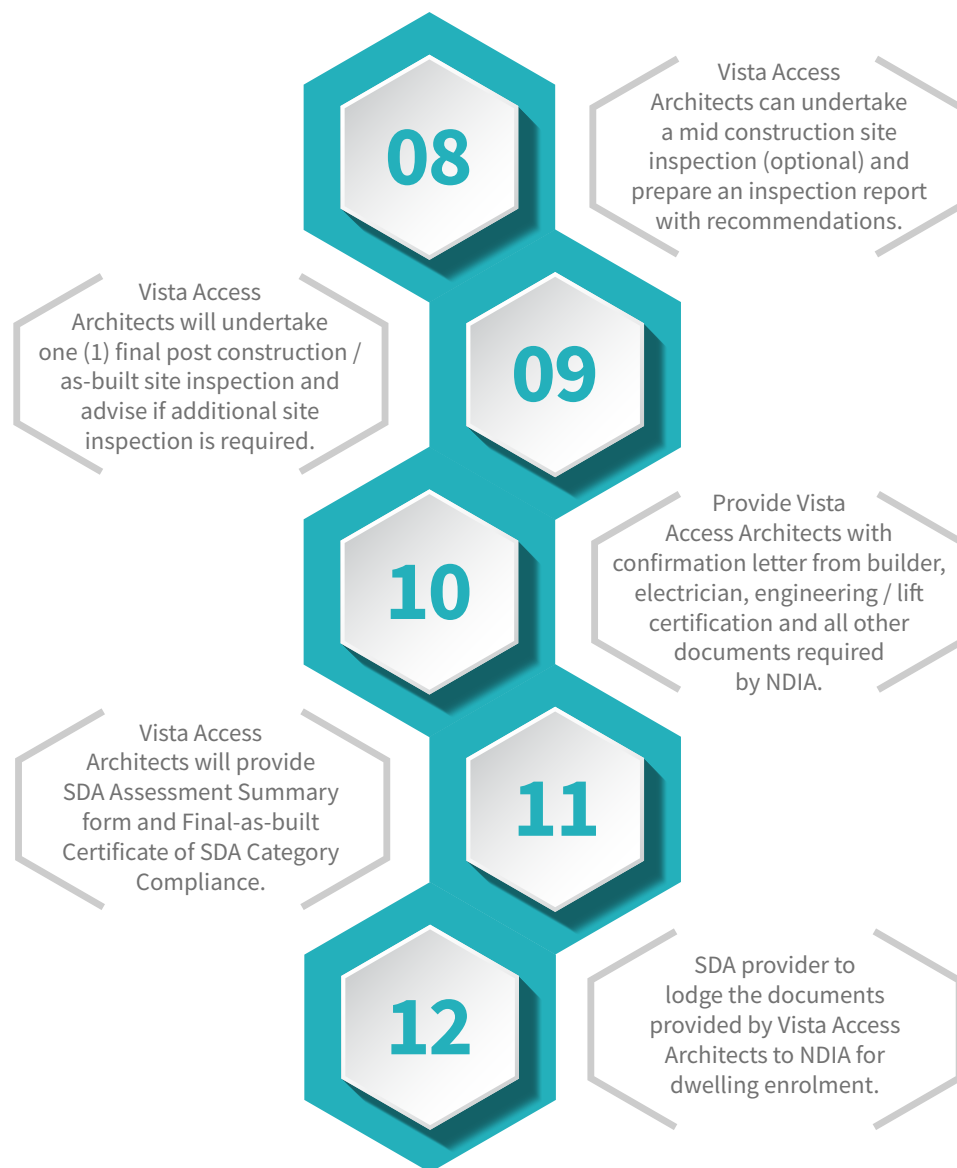 08
Vista Access
Architects can undertake
a mid construction site
inspection (optional) and
prepare an inspection report
with recommendations.
Vista Access
Architects will undertake
one (1) final post construction /
as-built site inspection and
advise if additional site
inspection is required.
09
10
Provide Vista
Access Architects with
confirmation letter from builder,
electrician, engineering / lift
certification and all other
documents required
by NDIA.
Vista Access
Architects will provide
SDA Assessment Summary
form and Final-as-built
Certificate of SDA Category
Compliance.
11
12
SDA provider to
lodge the documents
provided by Vista Access
Architects to NDIA for
dwelling enrolment.